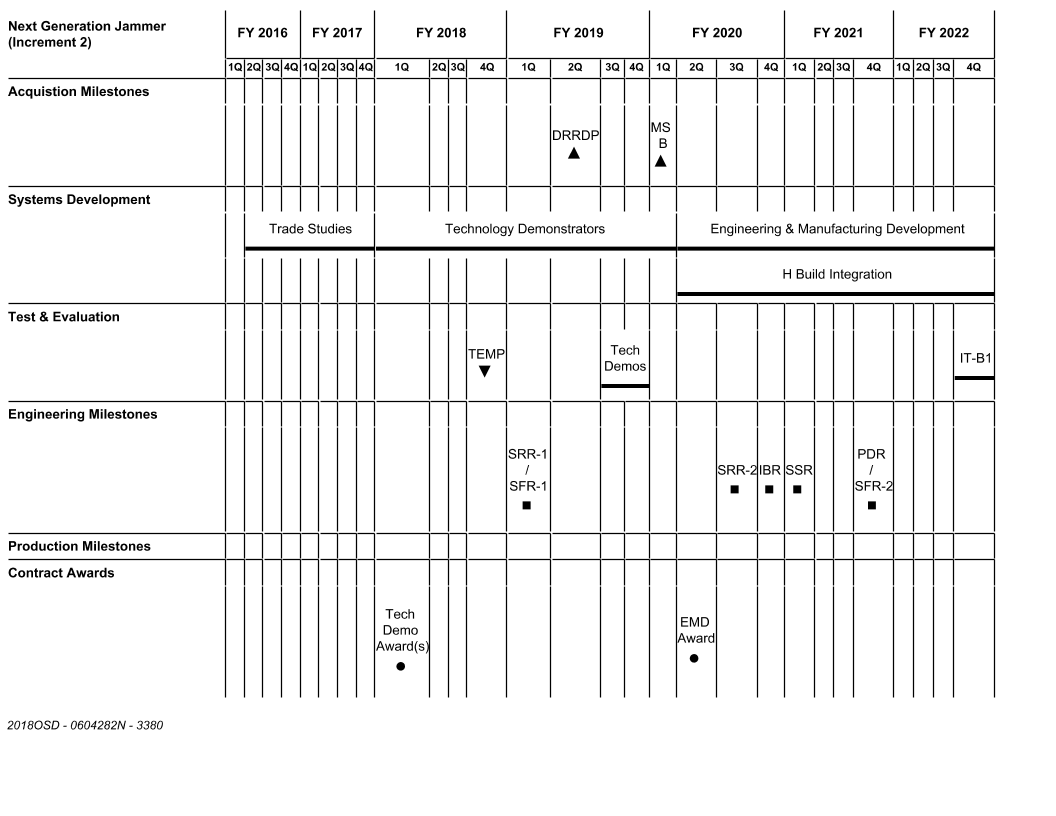 Next Generation Jammer
(Increment 2)
FY 2016 FY 2017 FY 2018 FY 2019 FY 2020 FY 2021 FY 2022
1Q 2Q 3Q 4Q 1Q 2Q 3Q 4Q 1Q 2Q 3Q 4Q 1Q 2Q 3Q 4Q 1Q 2Q 3Q 4Q 1Q 2Q 3Q 4Q 1Q 2Q 3Q 4Q
Acquistion Milestones
DRRDP
MS
B
Systems Development
Trade Studies
Technology Demonstrators
Engineering & Manufacturing Development
H Build Integration
Test & Evaluation
TEMP
Tech
Demos
IT-B1
Engineering Milestones
SRR-1
/
SFR-1
SRR-2
IBR
SSR
PDR
/
SFR-2
Production Milestones
Contract Awards
Tech
Demo
Award(s)
EMD
Award
2018OSD - 0604282N - 3380